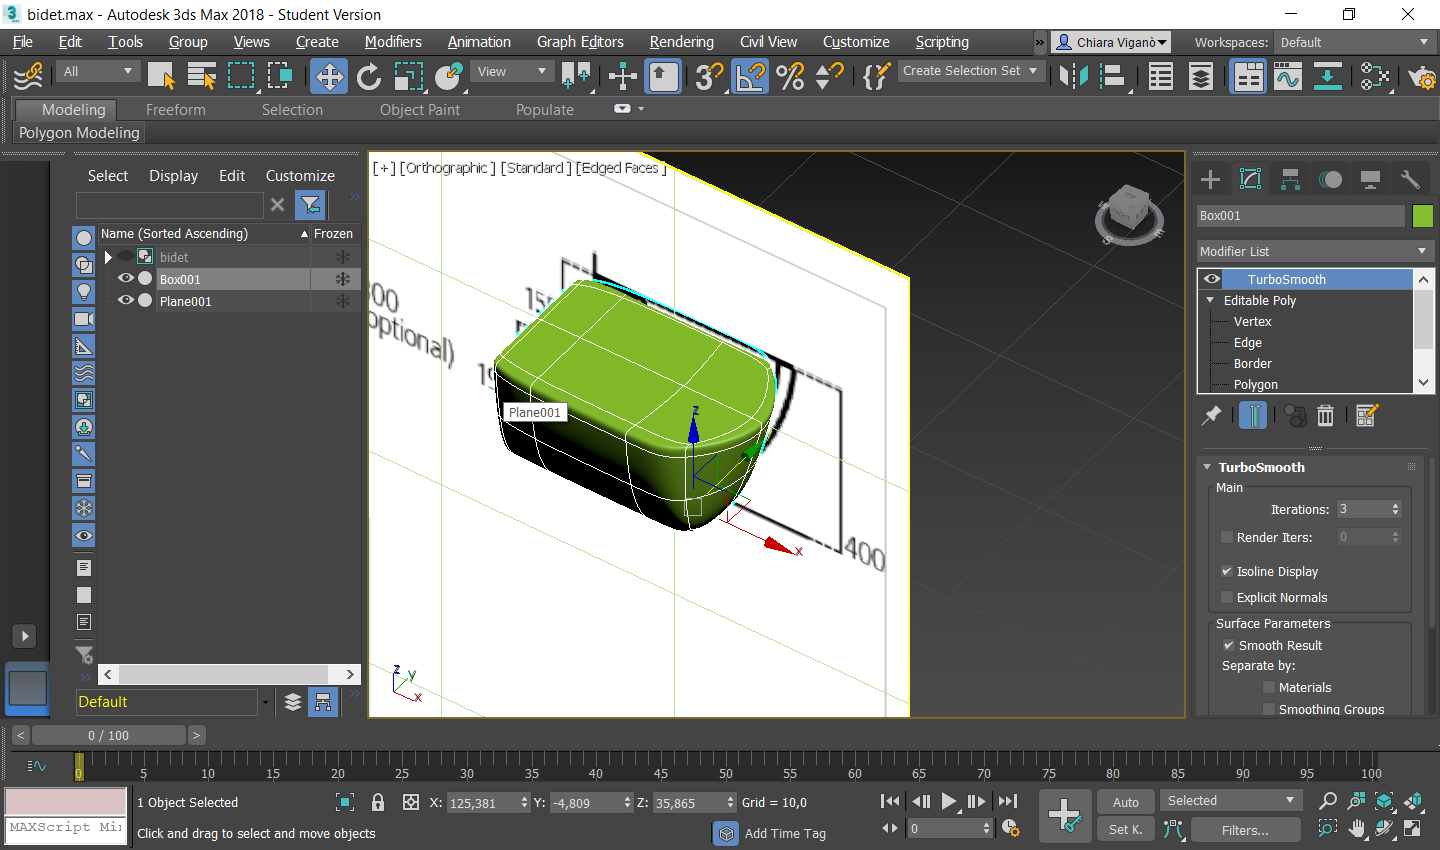 bidet.max - Autodesk 3ds Max 2018 - Student Version
File Edit Tools Group Views Create Modifiers Animation Graph Editors Rendering Civil View Customize Scripting » Chiara Viganò Workspaces: Default
All View Create Selection Set
Modeling Freeform Selection Object Paint Populate
Polygon Modeling
Select Display Edit Customize
Name (Sorted Ascending) Frozen
bidet
Box001
Plane001
Default
[+] [Orthographic ] [Standard ] [Edged Faces ]
optional)
Plane001
400
z
x
z
y
x
Box001
Modifier List
TurboSmooth
Editable Poly
Vertex
Edge
Border
Polygon
TurboSmooth
Main
Iterations: 3
Render Iters: 0
Isoline Display
Explicit Normals
Surface Parameters
Smooth Result
Separate by:
Materials
Smoothing Groups
< 0 / 100 >
0 5 10 15 20 25 30 35 40 45 50 55 60 65 70 75 80 85 90 95 100
1 Object Selected X: 125,381 Y: -4,809 Z: 35,865 Grid = 10,0 Auto Selected
MAXScript Mi
Click and drag to select and move objects Add Time Tag 0 Set K. Filters...